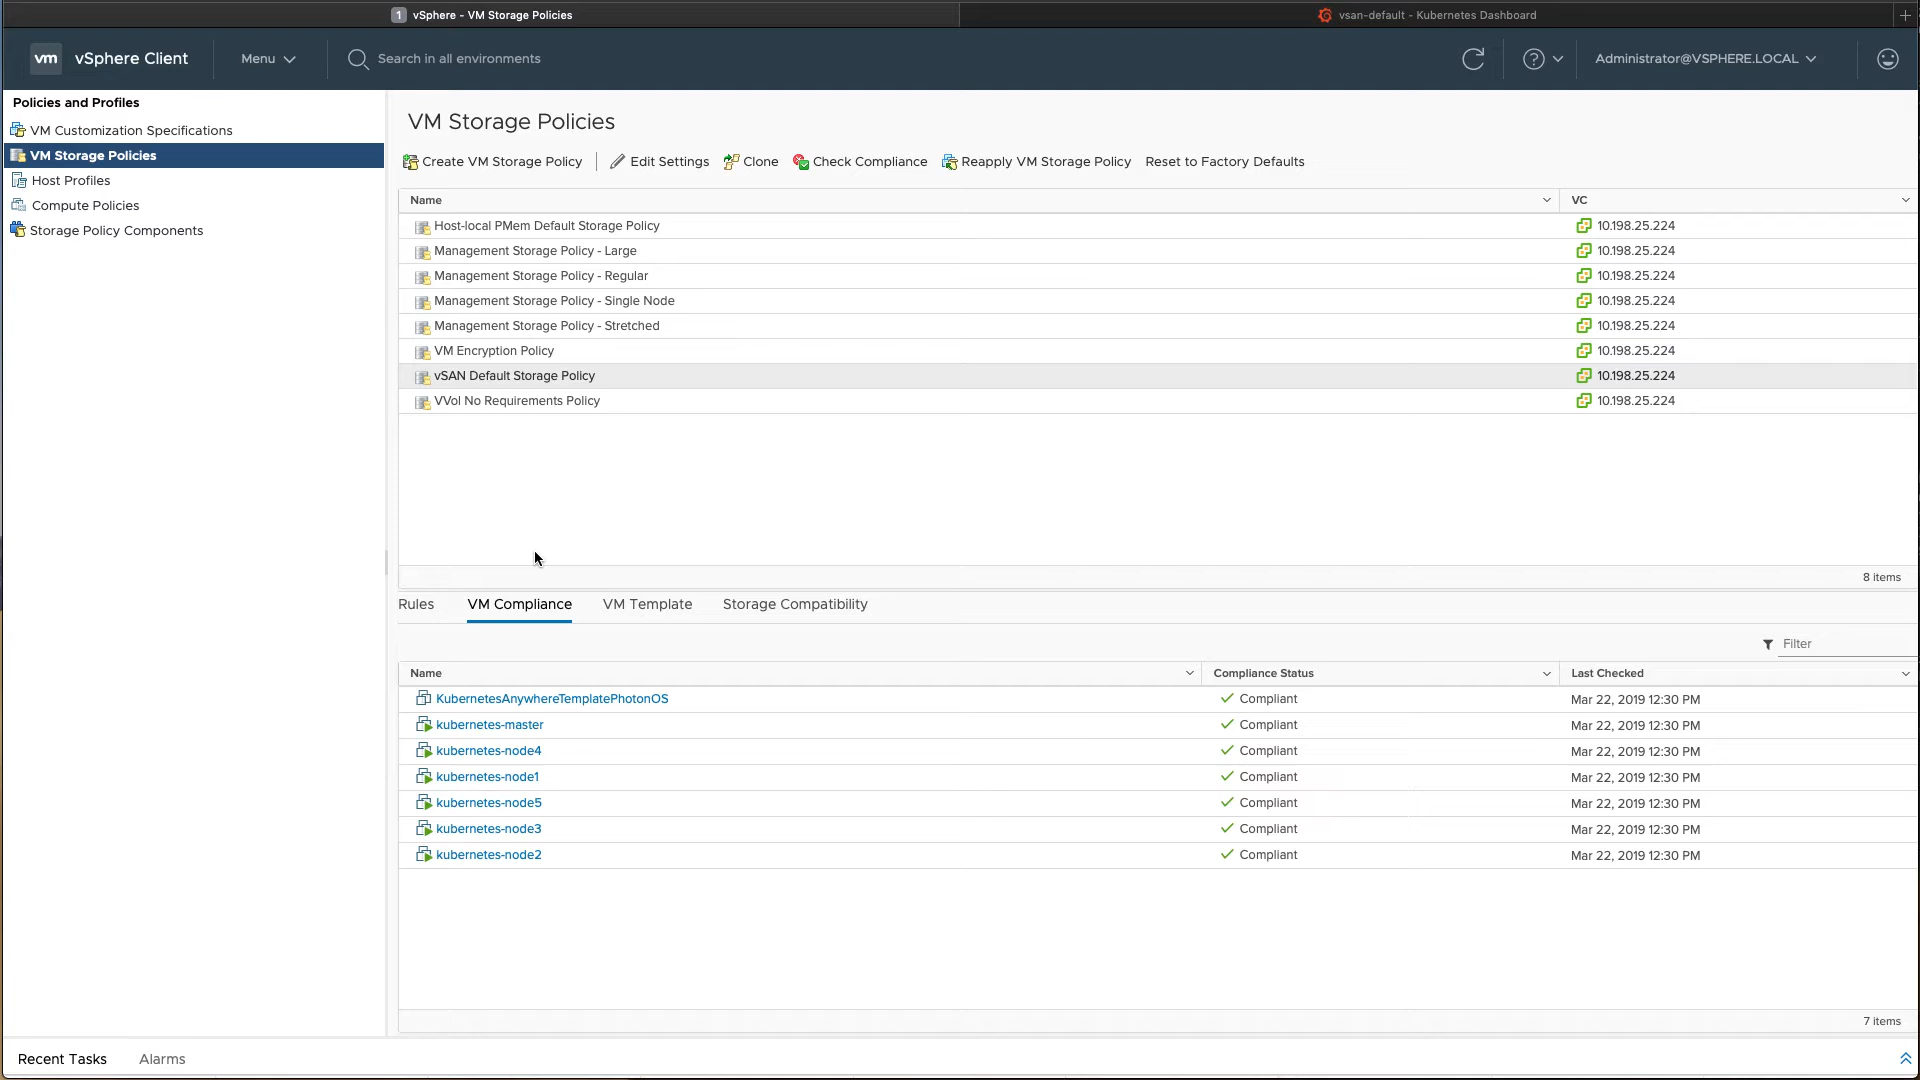 1 vSphere - VM Storage Policies
vsan-default - Kubernetes Dashboard
vm vSphere Client
Menu
Search in all environments
Administrator@VSPHERE.LOCAL
Policies and Profiles
VM Customization Specifications
VM Storage Policies
Host Profiles
Compute Policies
Storage Policy Components
VM Storage Policies
Create VM Storage Policy Edit Settings Clone Check Compliance Reapply VM Storage Policy Reset to Factory Defaults
Name VC
Host-local PMem Default Storage Policy 10.198.25.224
Management Storage Policy - Large 10.198.25.224
Management Storage Policy - Regular 10.198.25.224
Management Storage Policy - Single Node 10.198.25.224
Management Storage Policy - Stretched 10.198.25.224
VM Encryption Policy 10.198.25.224
vSAN Default Storage Policy 10.198.25.224
VVol No Requirements Policy 10.198.25.224
8 items
Rules VM Compliance VM Template Storage Compatibility
Filter
Name Compliance Status Last Checked
KubernetesAnywhereTemplatePhotonOS Compliant Mar 22, 2019 12:30 PM
kubernetes-master Compliant Mar 22, 2019 12:30 PM
kubernetes-node4 Compliant Mar 22, 2019 12:30 PM
kubernetes-node1 Compliant Mar 22, 2019 12:30 PM
kubernetes-node5 Compliant Mar 22, 2019 12:30 PM
kubernetes-node3 Compliant Mar 22, 2019 12:30 PM
kubernetes-node2 Compliant Mar 22, 2019 12:30 PM
7 items
Recent Tasks Alarms